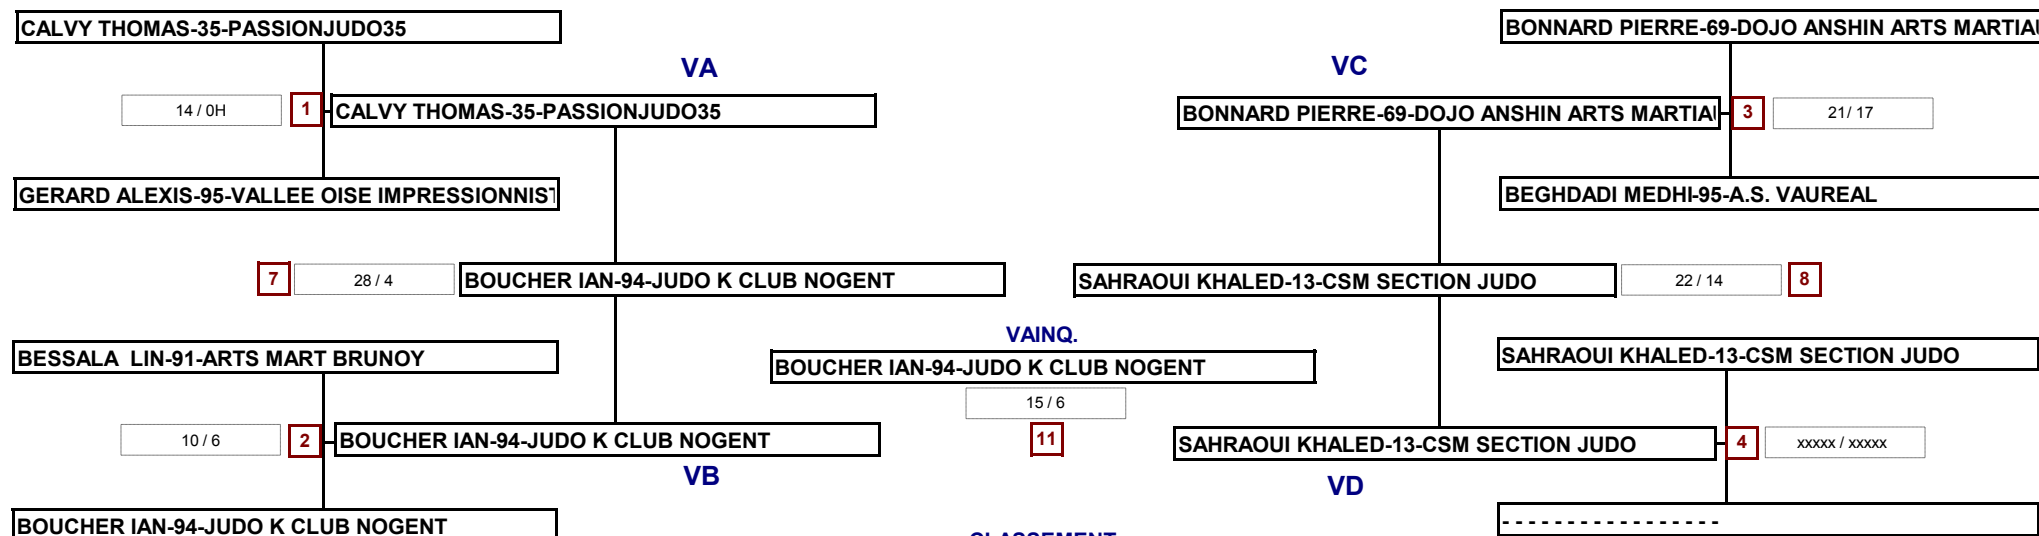 CALVY THOMAS-35-PASSIONJUDO35
BONNARD PIERRE-69-DOJO ANSHIN ARTS
VA
VC
14 / 0H
1
CALVY THOMAS-35-PASSIONJUDO35
BONNARD PIERRE-69-DOJO ANSHIN ARTS
3
21/ 17
GERARD ALEXIS-95-VALLEE OISE
BEGHDADI MEDHI-95-A.S. VAUREAL
7
28 / 4
BOUCHER IAN-94-JUDO K CLUB NOGENT
SAHRAOUI KHALED-13-CSM SECTION JUDO
22 / 14
8
VAINQ.
BESSALA  LIN-91-ARTS MART BRUNOY
BOUCHER IAN-94-JUDO K CLUB NOGENT
SAHRAOUI KHALED-13-CSM SECTION JUDO
15 / 6
10 / 6
2
BOUCHER IAN-94-JUDO K CLUB NOGENT
11
SAHRAOUI KHALED-13-CSM SECTION JUDO
4
xxxxx / xxxxx
VB
VD
BOUCHER IAN-94-JUDO K CLUB NOGENT
- - - - - - - - - - - - - - - - -
CLASSEMENT